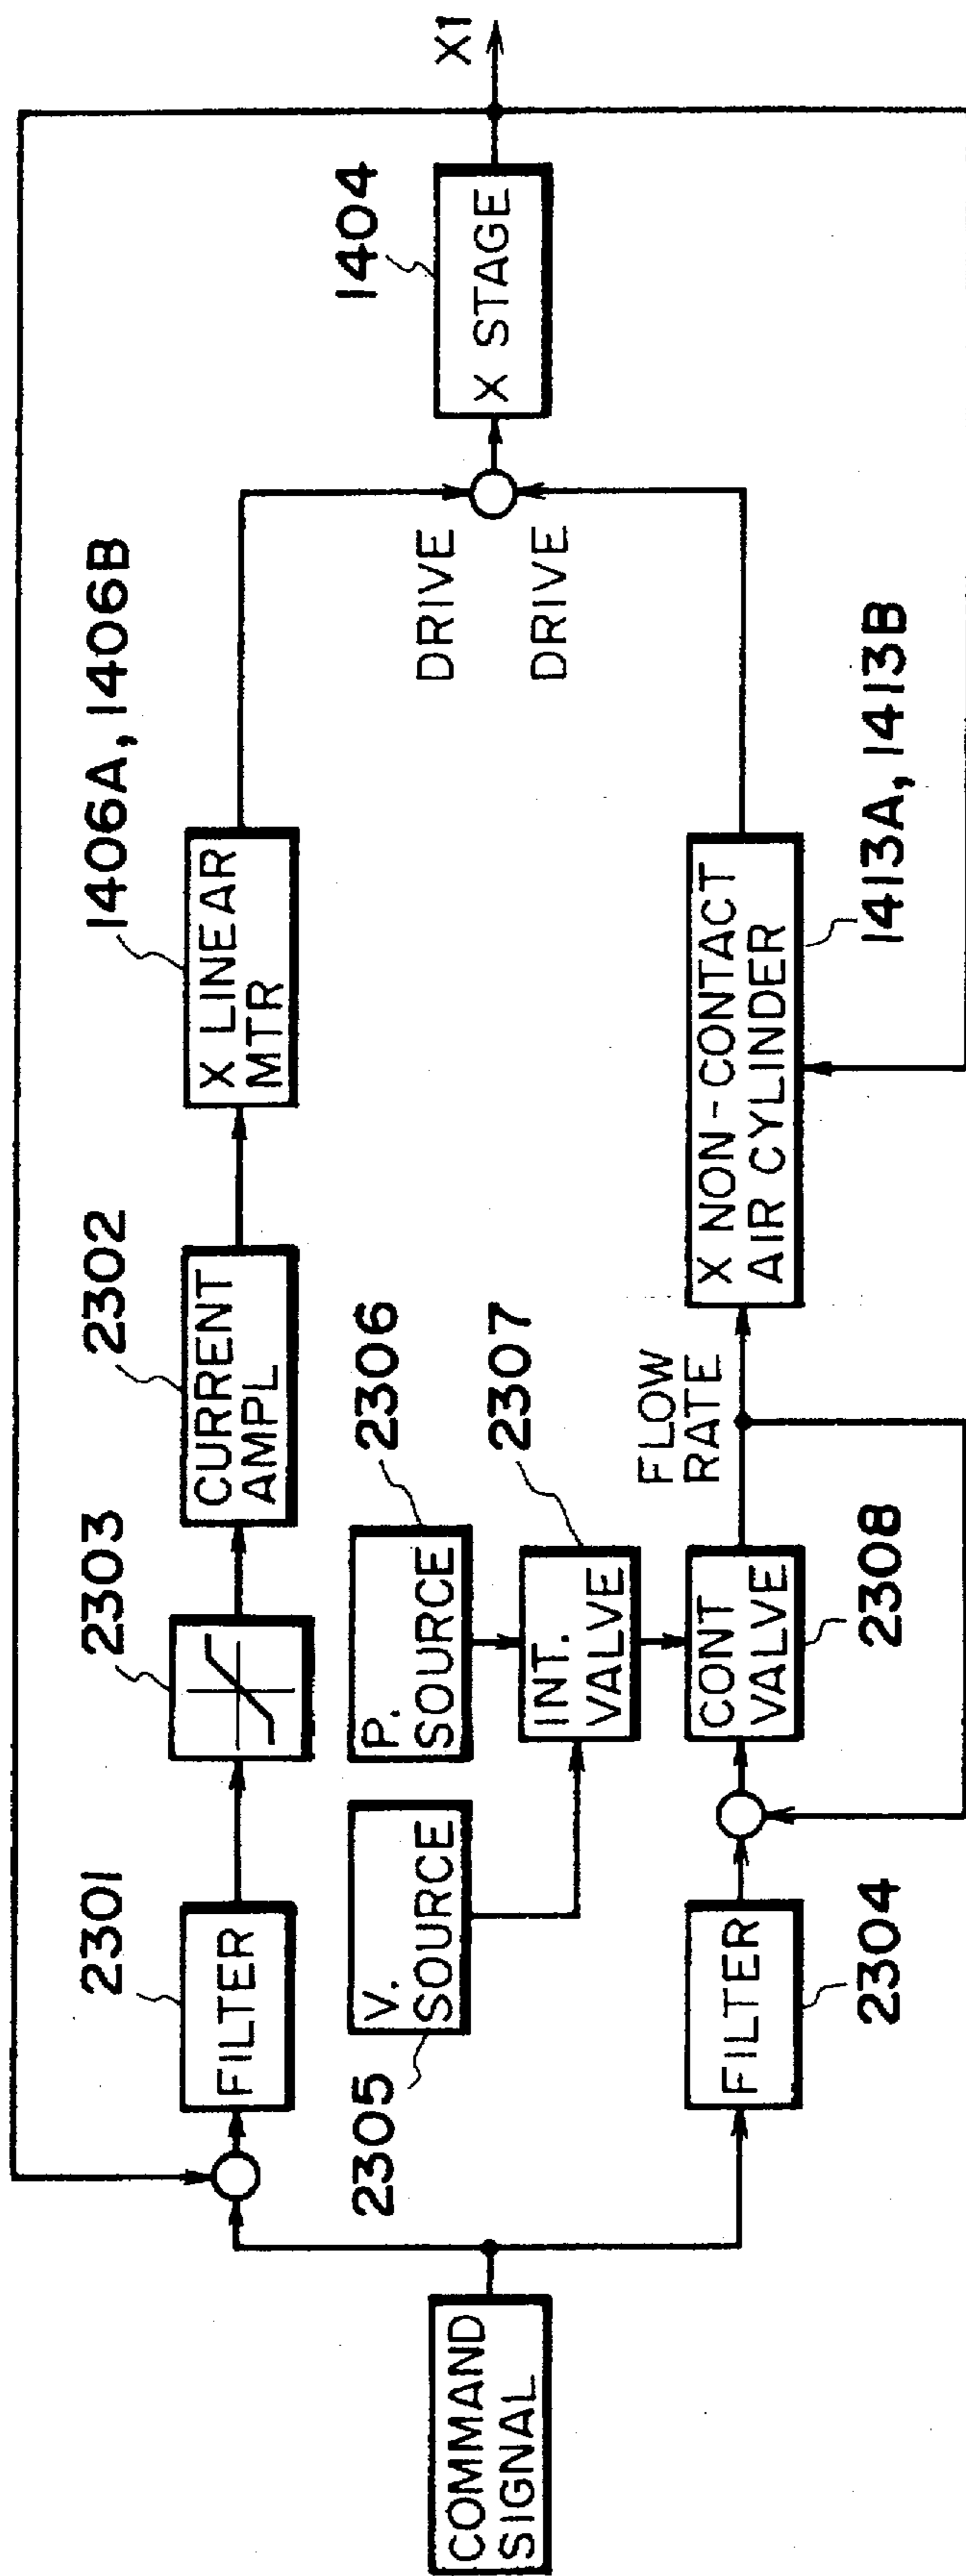 COMMAND
SIGNAL
2301
FILTER
2303
2302
CURRENT
AMPL
1406A, 1406B
X LINEAR
MTR
V.
SOURCE
2305
P.
SOURCE
2306
INT.
VALVE
2307
FILTER
2304
CONT
VALVE
2308
FLOW
RATE
X NON-CONTACT
AIR CYLINDER
1413A, 1413B
DRIVE
DRIVE
1404
X STAGE
X1